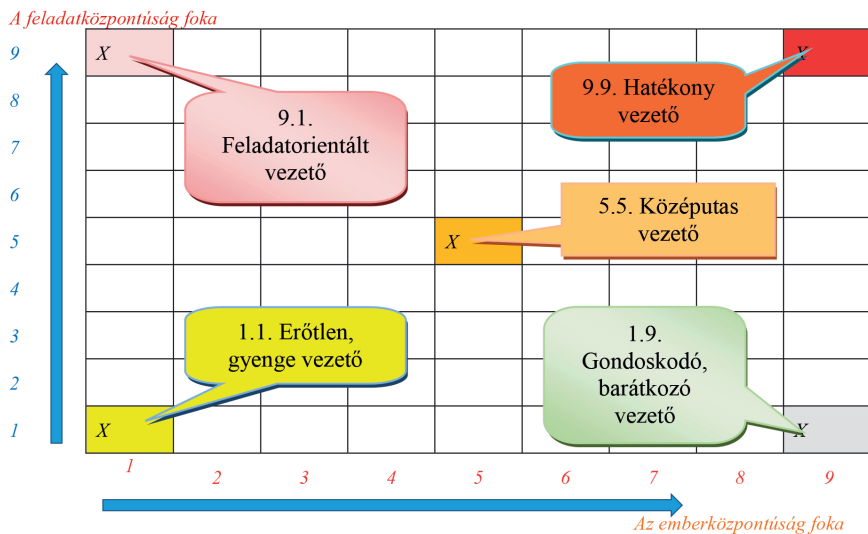 A feladatközpontúság foka
9
X
X
8
9.1.
Feladatorientált
vezető
9.9. Hatékony
vezető
7
6
5.5. Középutas
vezető
5
X
4
3
1.1. Erőtlen,
gyenge vezető
1.9.
Gondoskodó,
barátkozó
vezető
2
1
X
X
1
2
3
4
5
6
7
8
9
Az emberközpontúság foka